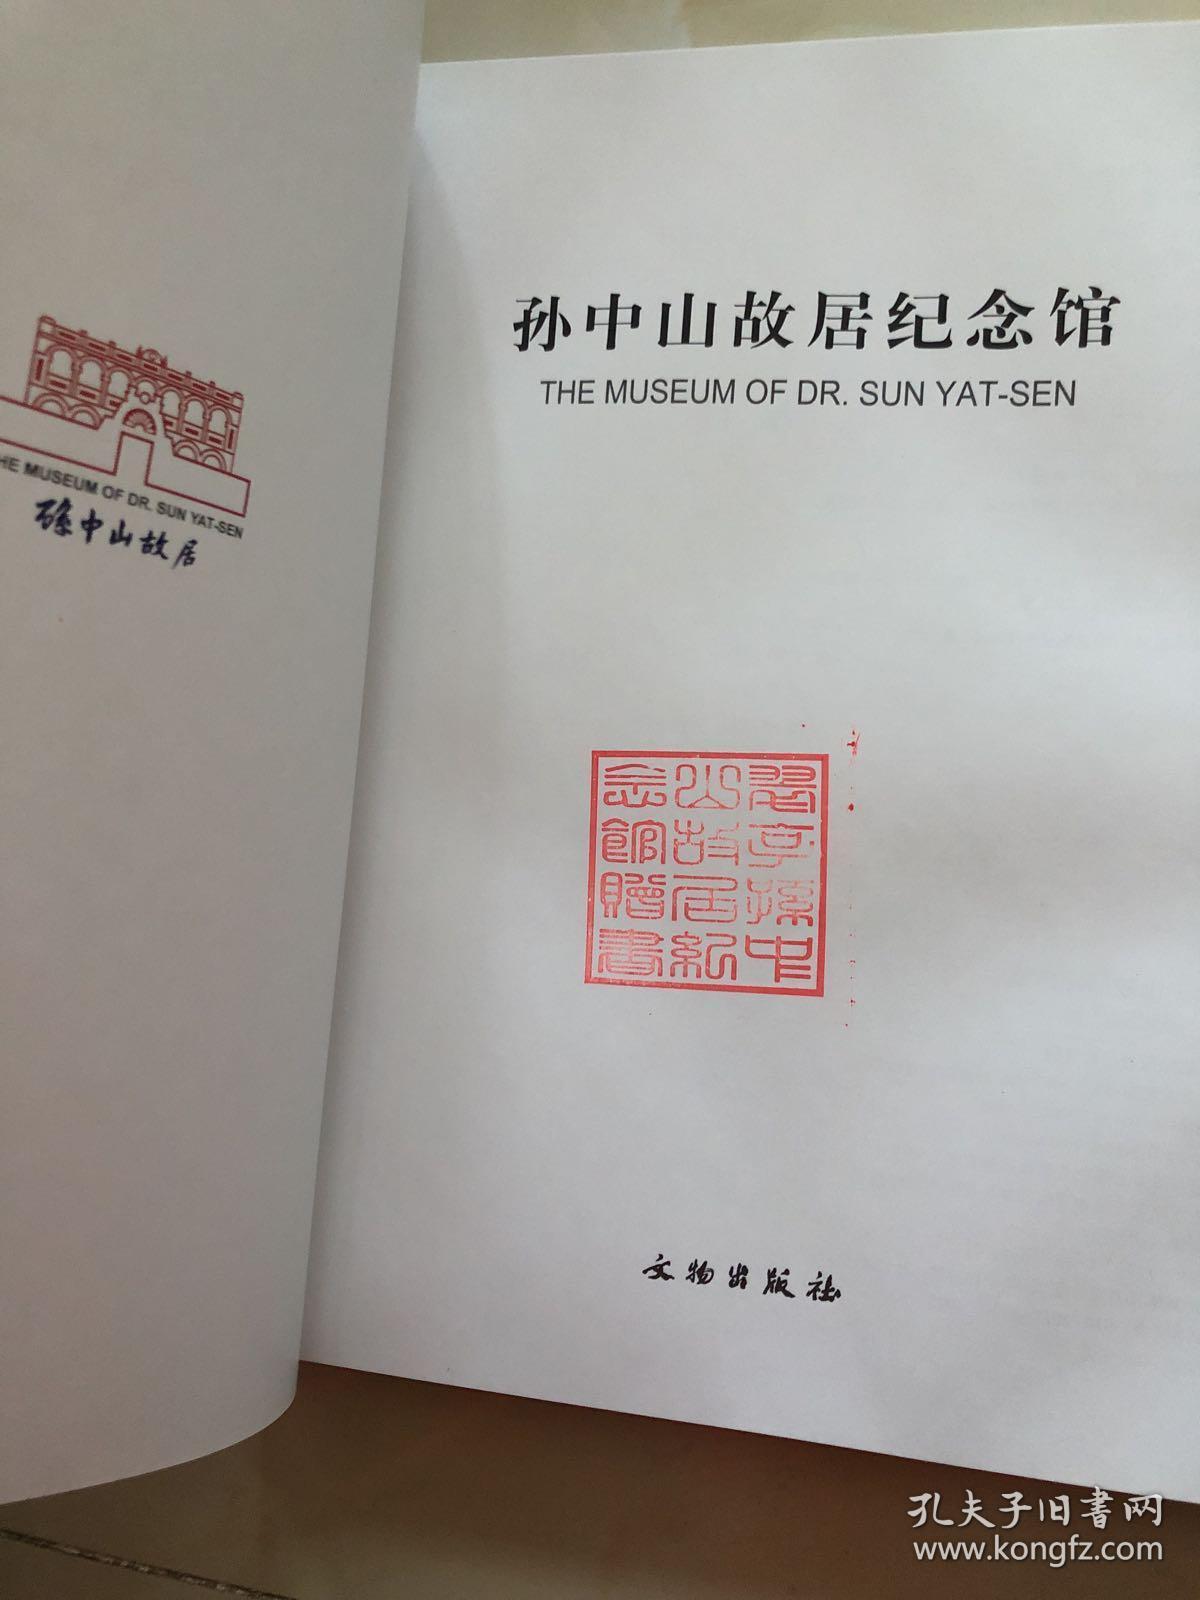 HE MUSEUM OF DR. SUN YAT-SEN
孫中山故居
孙中山故居纪念馆
THE MUSEUM OF DR. SUN YAT-SEN
翠亨孫中
山故居紀
念館贈書
文物出版社
孔夫子旧書网
www.kongfz.com